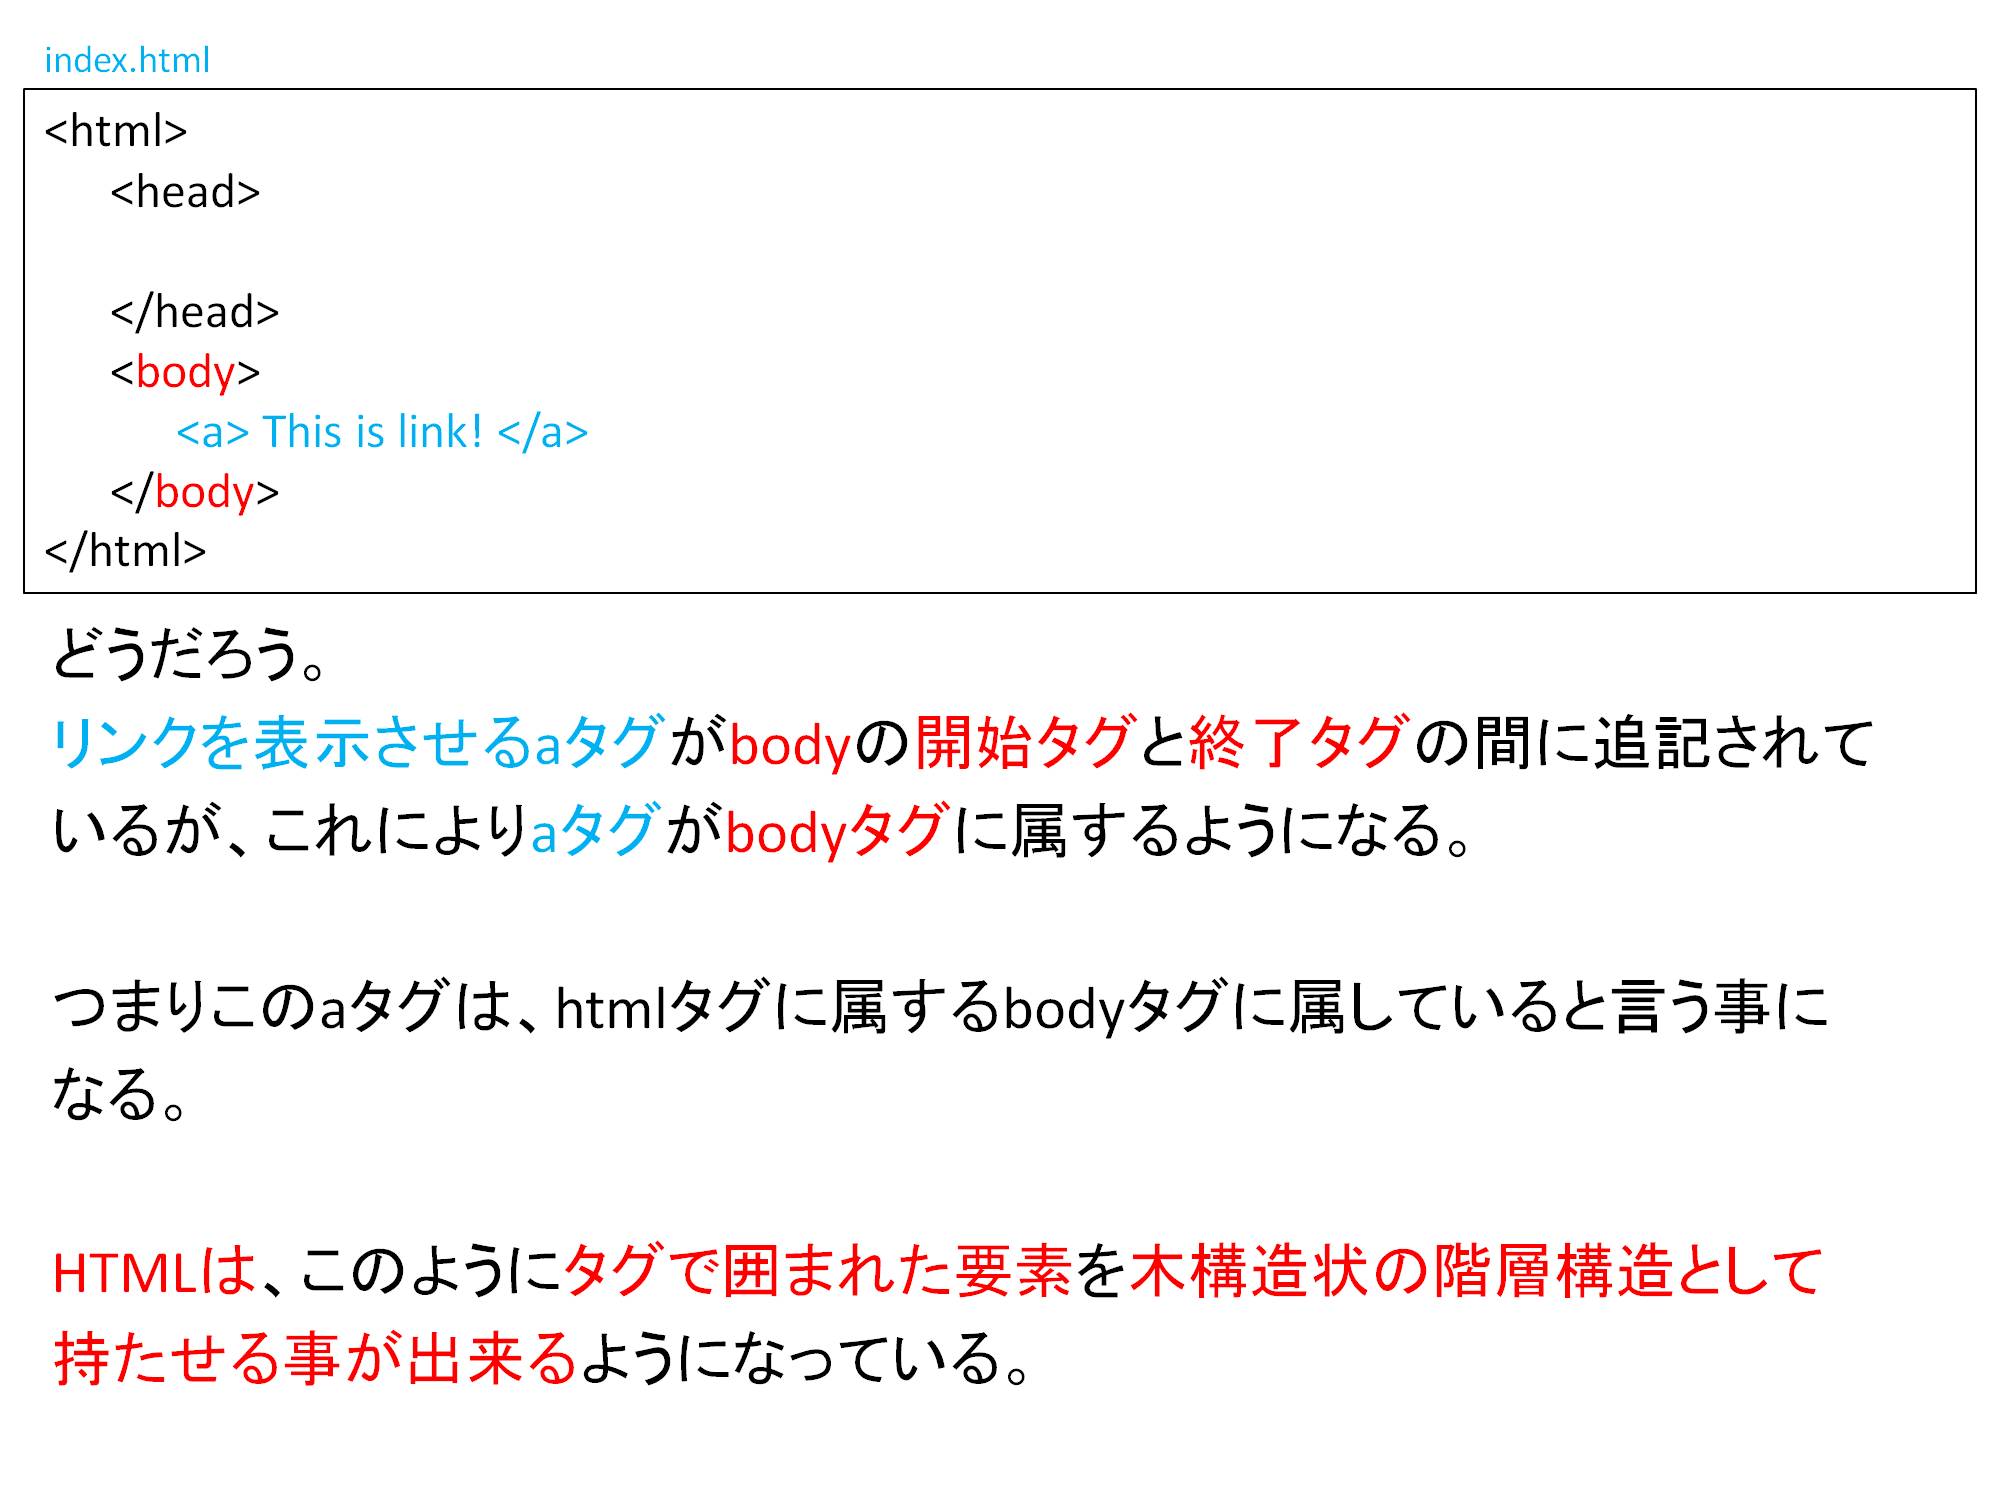 index.html
<html>
<head>
</head>
<body>
<a> This is link! </a>
</body>
</html>
どうだろう。
リンクを表示させるaタグがbodyの開始タグと終了タグの間に追記されて
いるが、これによりaタグがbodyタグに属するようになる。
つまりこのaタグは、htmlタグに属するbodyタグに属していると言う事に
なる。
HTMLは、このようにタグで囲まれた要素を木構造状の階層構造として
持たせる事が出来るようになっている。